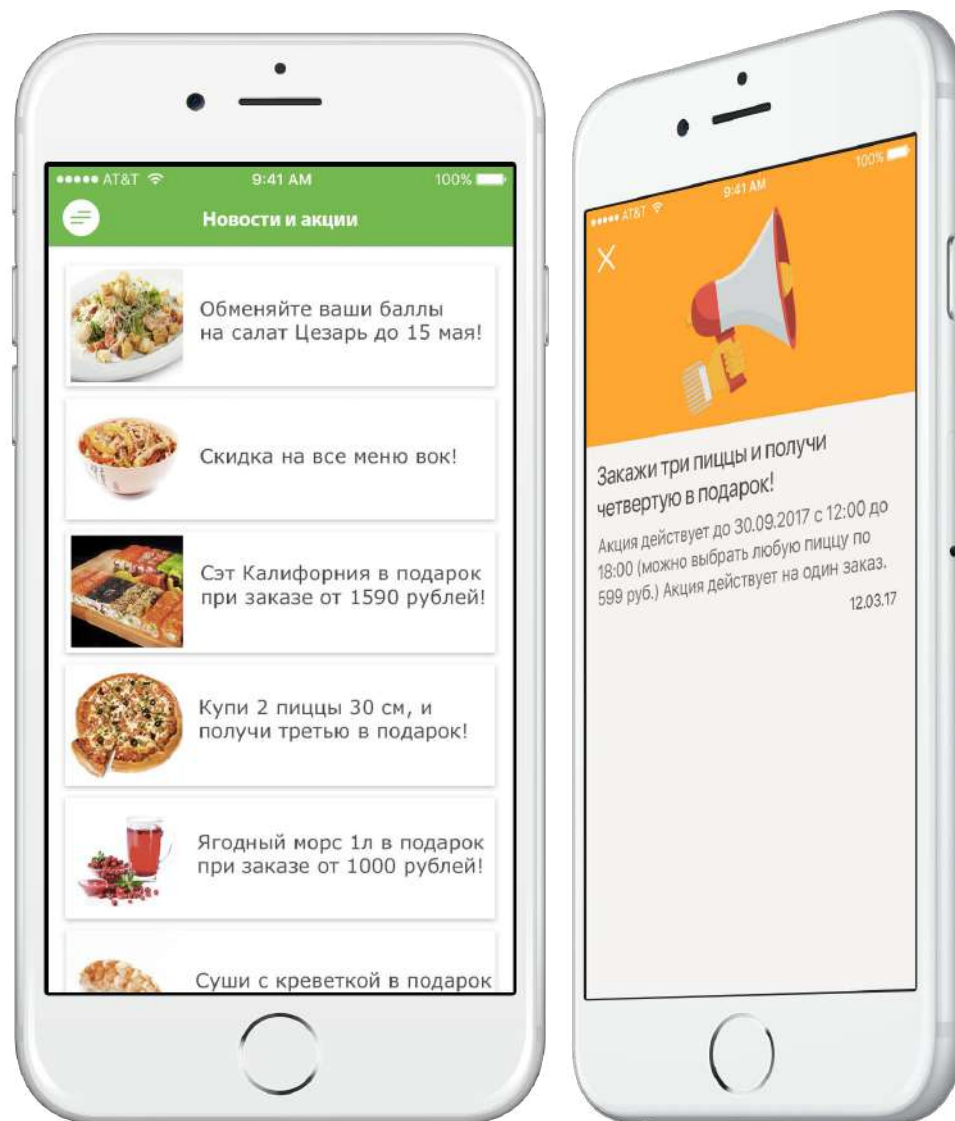 AT&T 9:41 AM 100%
Новости и акции
Обменяйте ваши баллы
на салат Цезарь до 15 мая!
Скидка на все меню вок!
Сэт Калифорния в подарок
при заказе от 1590 рублей!
Купи 2 пиццы 30 см, и
получи третью в подарок!
Ягодный морс 1л в подарок
при заказе от 1000 рублей!
Суши с креветкой в подарок
AT&T 9:41 AM 100%
Закажи три пиццы и получи
четвертую в подарок!
Акция действует до 30.09.2017 с 12:00 до
18:00 (можно выбрать любую пиццу по
599 руб.) Акция действует на один заказ.
12.03.17